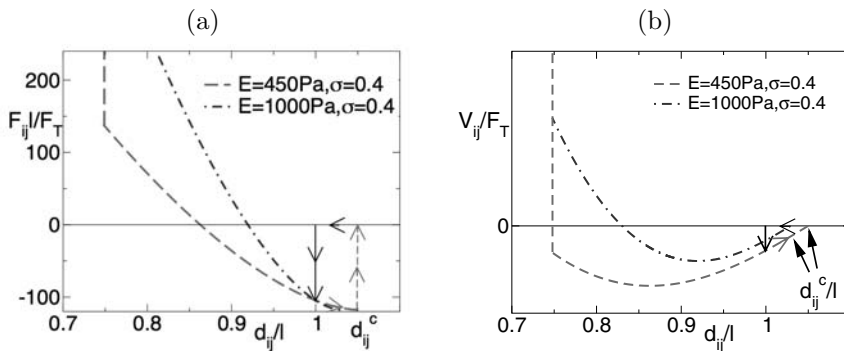 (a)
200
E=450Pa,σ=0.4
E=1000Pa,σ=0.4
F_ij l/F_T
100
0
-100
0.7 0.8 0.9 1 d_ij^c
d_ij/l
(b)
E=450Pa,σ=0.4
E=1000Pa,σ=0.4
V_ij/F_T
0
d_ij^c/l
0.7 0.8 0.9 1
d_ij/l